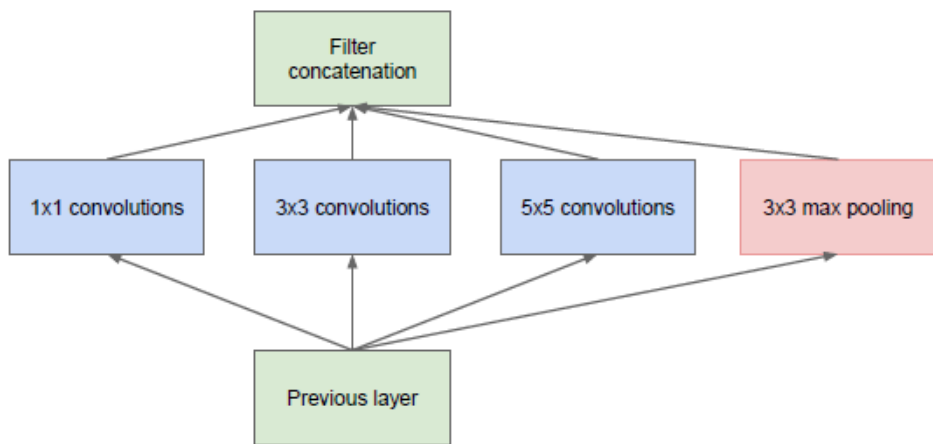 Filter
concatenation
1x1 convolutions
3x3 convolutions
5x5 convolutions
3x3 max pooling
Previous layer